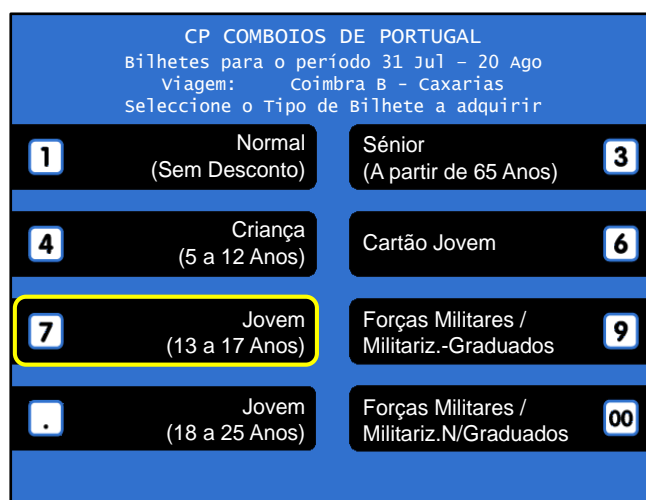 CP COMBOIOS DE PORTUGAL
Bilhetes para o período 31 Jul – 20 Ago
Viagem: Coimbra B - Caxarias
Seleccione o Tipo de Bilhete a adquirir
1
Normal
(Sem Desconto)
Sénior
(A partir de 65 Anos)
3
4
Criança
(5 a 12 Anos)
Cartão Jovem
6
7
Jovem
(13 a 17 Anos)
Forças Militares /
Militariz.-Graduados
9
.
Jovem
(18 a 25 Anos)
Forças Militares /
Militariz.N/Graduados
00